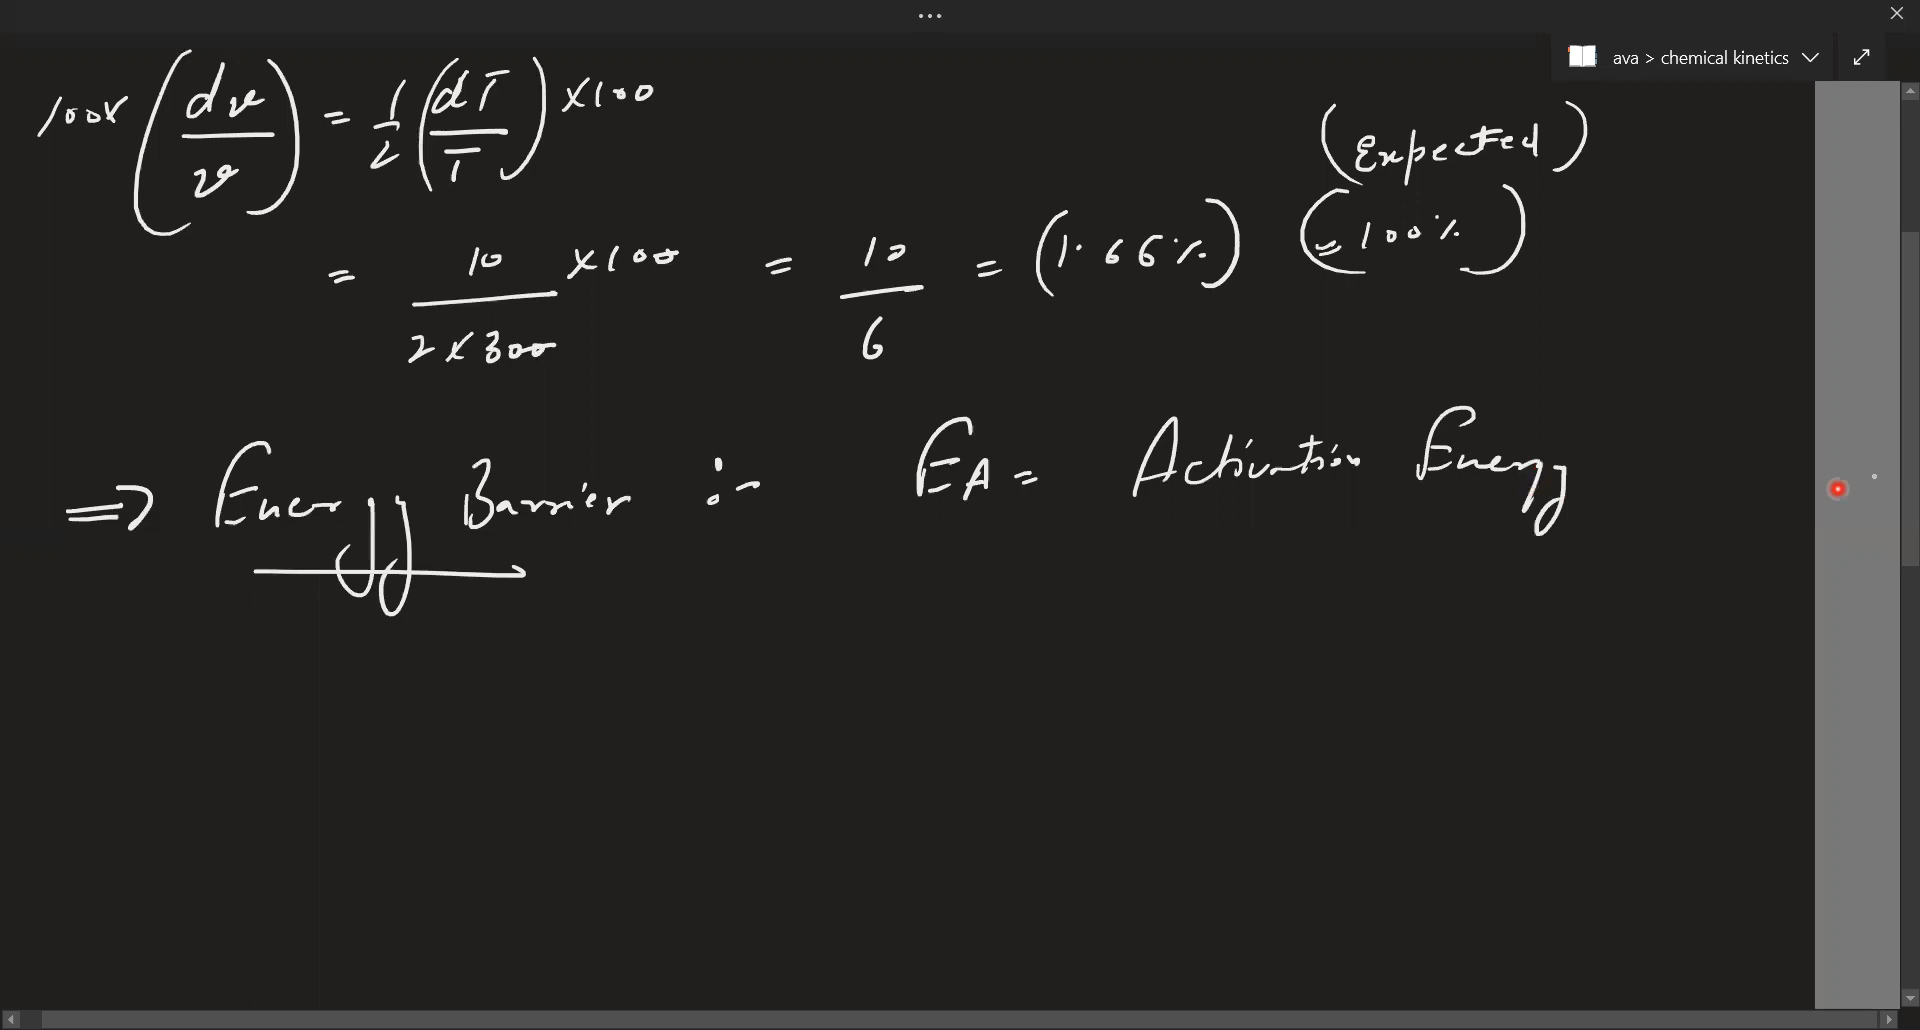 ava > chemical kinetics
100 × (dv/v) = 1/2 (dT/T) × 100
(Expected)
= 10/(2 × 300) × 100 = 10/6 = (1.66%) (= 100%)
⇒ Energy Barrier :- EA = Activation Energy